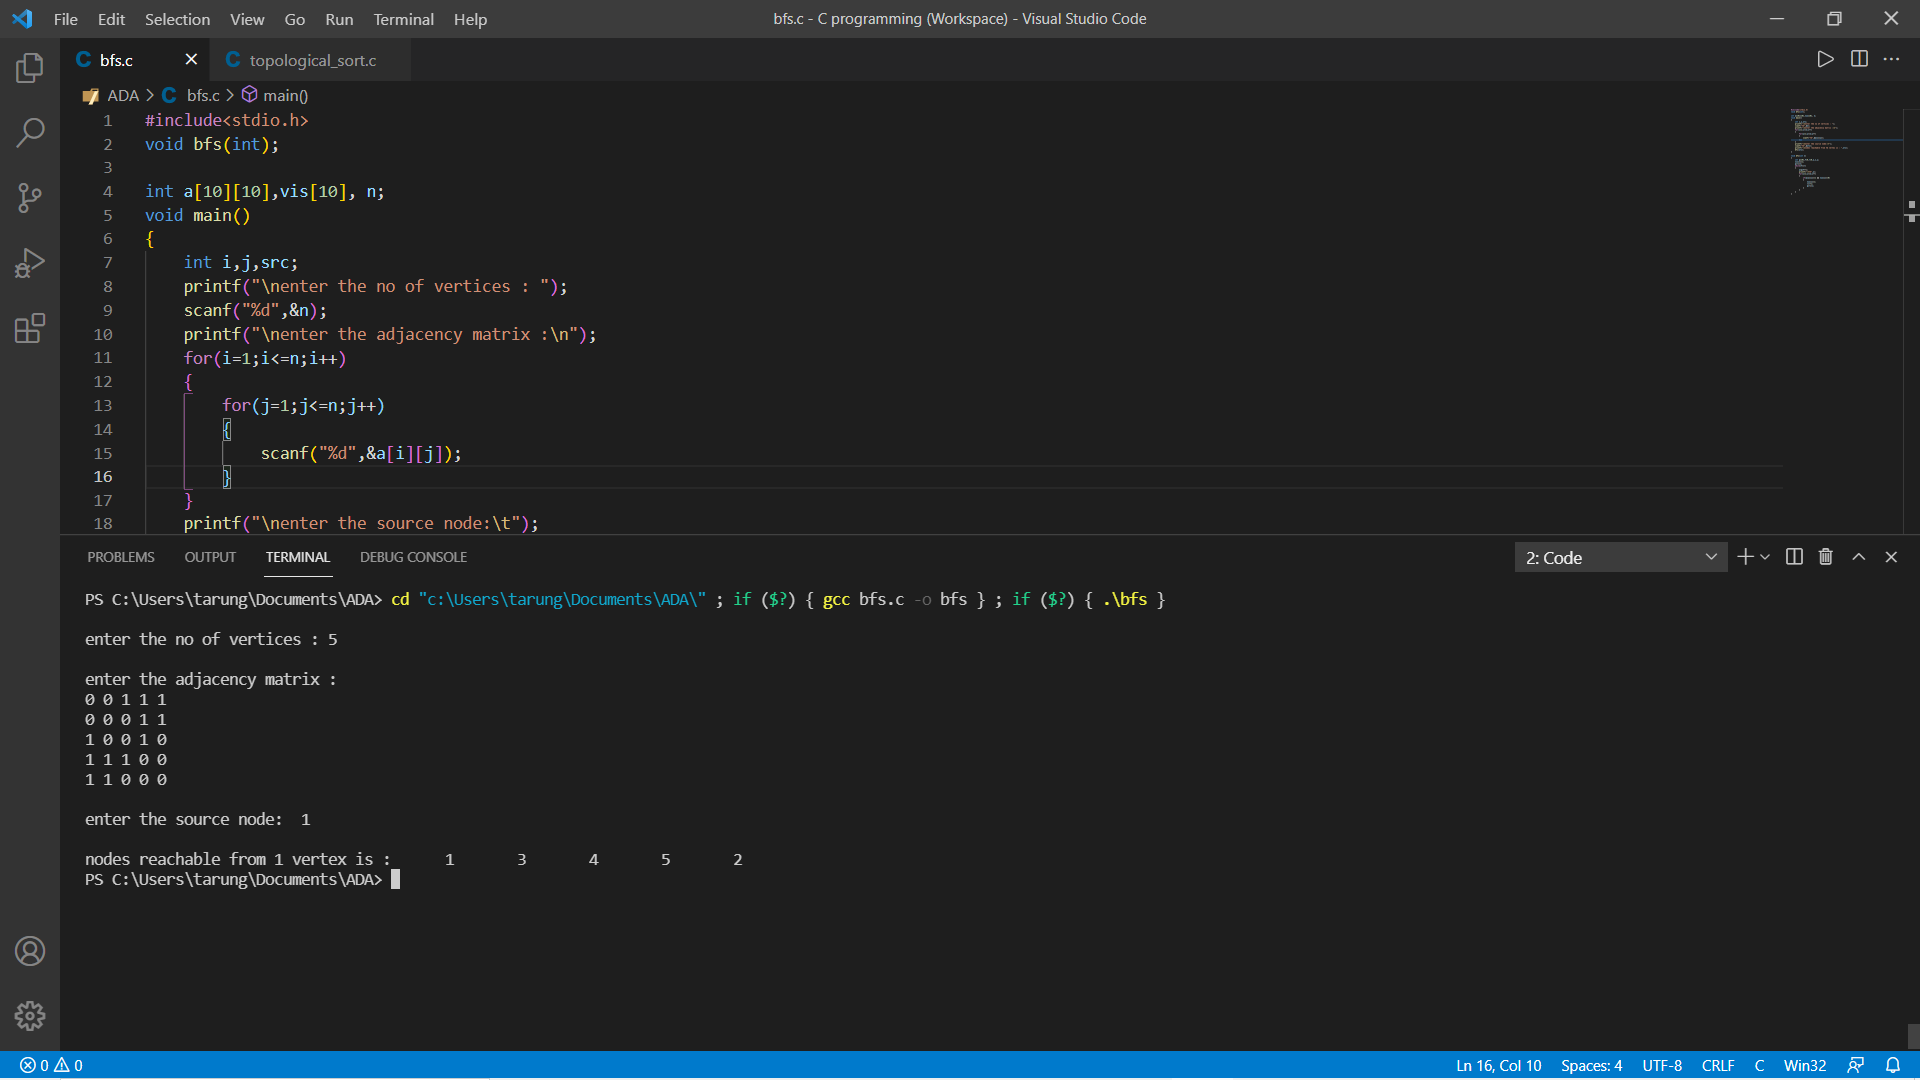 File Edit Selection View Go Run Terminal Help
bfs.c - C programming (Workspace) - Visual Studio Code
C bfs.c C topological_sort.c
ADA > C bfs.c > main()
1 #include<stdio.h>
2 void bfs(int);
3
4 int a[10][10],vis[10], n;
5 void main()
6 {
7 int i,j,src;
8 printf("\nenter the no of vertices : ");
9 scanf("%d",&n);
10 printf("\nenter the adjacency matrix :\n");
11 for(i=1;i<=n;i++)
12 {
13 for(j=1;j<=n;j++)
14 {
15 scanf("%d",&a[i][j]);
16 }
17 }
18 printf("\nenter the source node:\t");
PROBLEMS OUTPUT TERMINAL DEBUG CONSOLE 2: Code
PS C:\Users\tarung\Documents\ADA> cd "c:\Users\tarung\Documents\ADA\" ; if ($?) { gcc bfs.c -o bfs } ; if ($?) { .\bfs }
enter the no of vertices : 5
enter the adjacency matrix :
0 0 1 1 1
0 0 0 1 1
1 0 0 1 0
1 1 1 0 0
1 1 0 0 0
enter the source node: 1
nodes reachable from 1 vertex is : 1 3 4 5 2
PS C:\Users\tarung\Documents\ADA>
0 0 Ln 16, Col 10 Spaces: 4 UTF-8 CRLF C Win32